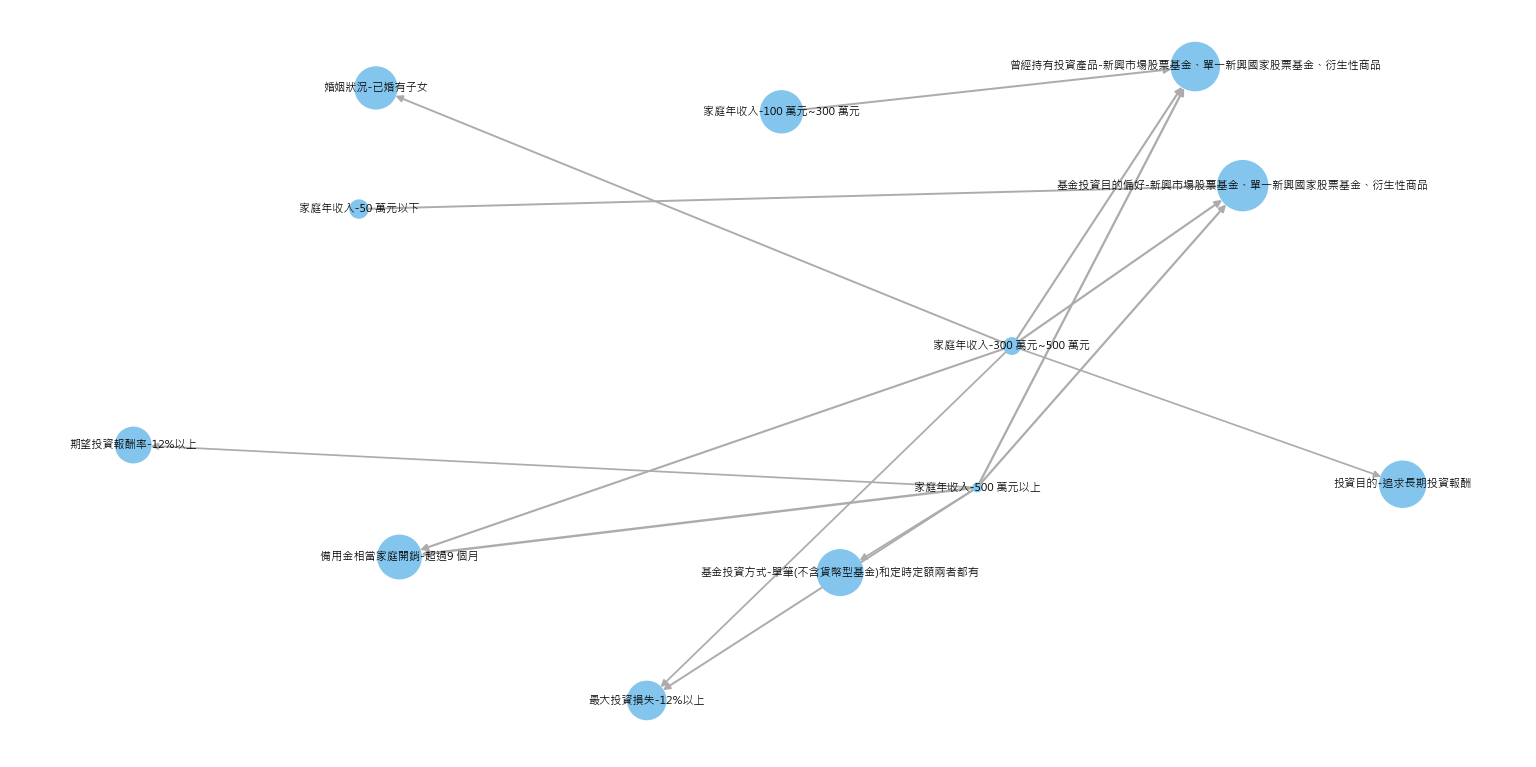 曾經持有投資產品-新興市場股票基金、單一新興國家股票基金、衍生性商品
婚姻狀況-已婚有子女
家庭年收入-100 萬元~300 萬元
基金投資目的偏好-新興市場股票基金、單一新興國家股票基金、衍生性商品
家庭年收入-50 萬元以下
家庭年收入-300 萬元~500 萬元
期望投資報酬率-12%以上
投資目的-追求長期投資報酬
家庭年收入-500 萬元以上
備用金相當家庭開銷-超過9 個月
基金投資方式-單筆(不含貨幣型基金)和定時定額兩者都有
最大投資損失-12%以上